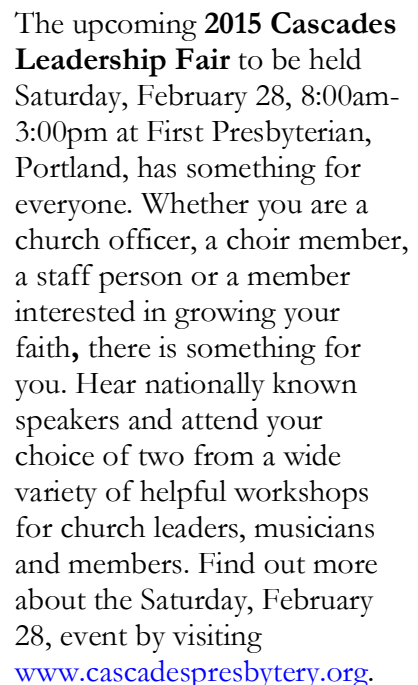 The upcoming 2015 Cascades
Leadership Fair to be held
Saturday, February 28, 8:00am-
3:00pm at First Presbyterian,
Portland, has something for
everyone. Whether you are a
church officer, a choir member,
a staff person or a member
interested in growing your
faith, there is something for
you. Hear nationally known
speakers and attend your
choice of two from a wide
variety of helpful workshops
for church leaders, musicians
and members. Find out more
about the Saturday, February
28, event by visiting
www.cascadespresbytery.org.